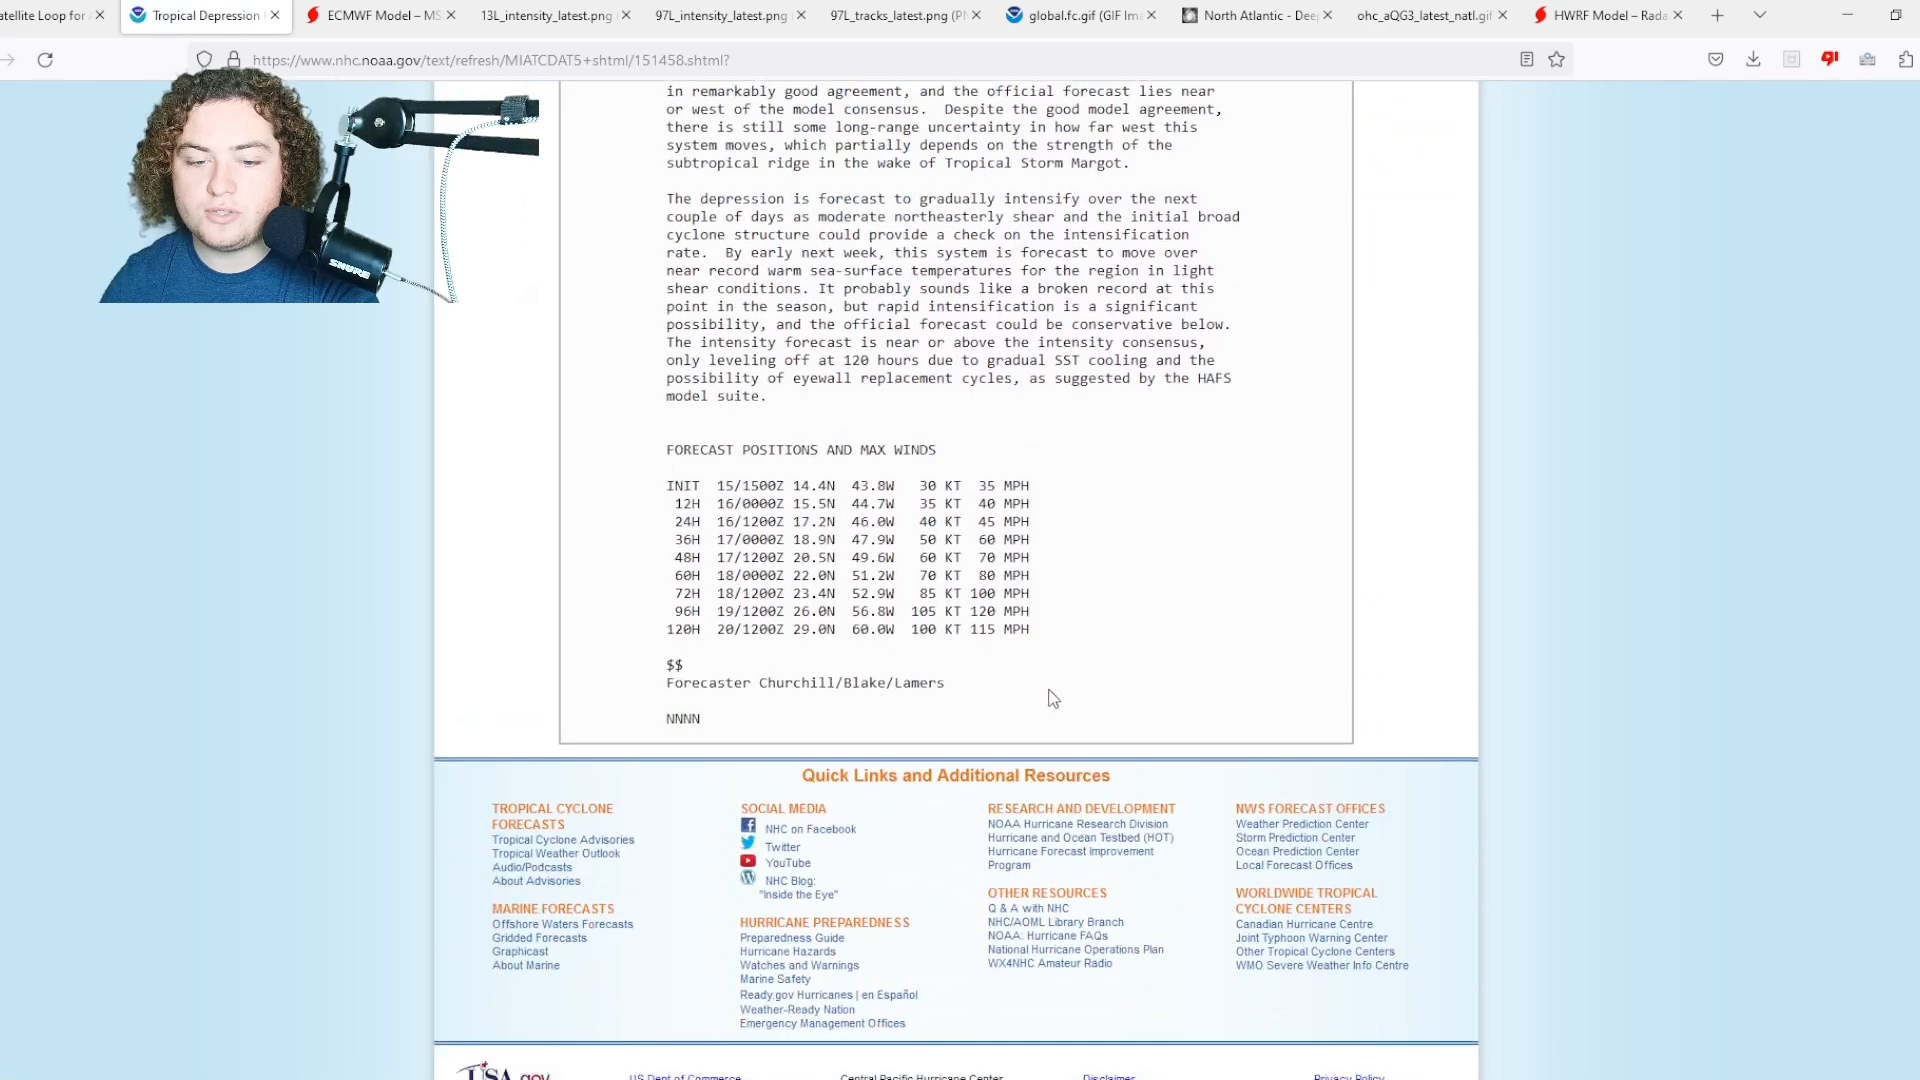 atellite Loop for
Tropical Depression
ECMWF Model – MS
13L_intensity_latest.png
97L_intensity_latest.png
97L_tracks_latest.png (PN
global.fc.gif (GIF Ima
North Atlantic - Dee
ohc_aQG3_latest_natl.gif
HWRF Model – Rada
https://www.nhc.noaa.gov/text/refresh/MIATCDAT5+shtml/151458.shtml?
in remarkably good agreement, and the official forecast lies near
or west of the model consensus.  Despite the good model agreement,
there is still some long-range uncertainty in how far west this
system moves, which partially depends on the strength of the
subtropical ridge in the wake of Tropical Storm Margot.
The depression is forecast to gradually intensify over the next
couple of days as moderate northeasterly shear and the initial broad
cyclone structure could provide a check on the intensification
rate.  By early next week, this system is forecast to move over
near record warm sea-surface temperatures for the region in light
shear conditions. It probably sounds like a broken record at this
point in the season, but rapid intensification is a significant
possibility, and the official forecast could be conservative below.
The intensity forecast is near or above the intensity consensus,
only leveling off at 120 hours due to gradual SST cooling and the
possibility of eyewall replacement cycles, as suggested by the HAFS
model suite.
FORECAST POSITIONS AND MAX WINDS
INIT  15/1500Z 14.4N  43.8W   30 KT  35 MPH
12H  16/0000Z 15.5N  44.7W   35 KT  40 MPH
24H  16/1200Z 17.2N  46.0W   40 KT  45 MPH
36H  17/0000Z 18.9N  47.9W   50 KT  60 MPH
48H  17/1200Z 20.5N  49.6W   60 KT  70 MPH
60H  18/0000Z 22.0N  51.2W   70 KT  80 MPH
72H  18/1200Z 23.4N  52.9W   85 KT 100 MPH
96H  19/1200Z 26.0N  56.8W  105 KT 120 MPH
120H  20/1200Z 29.0N  60.0W  100 KT 115 MPH
$$
Forecaster Churchill/Blake/Lamers
NNNN
SHURE
Quick Links and Additional Resources
TROPICAL CYCLONE
FORECASTS
Tropical Cyclone Advisories
Tropical Weather Outlook
Audio/Podcasts
About Advisories
MARINE FORECASTS
Offshore Waters Forecasts
Gridded Forecasts
Graphicast
About Marine
SOCIAL MEDIA
NHC on Facebook
Twitter
YouTube
NHC Blog:
"Inside the Eye"
HURRICANE PREPAREDNESS
Preparedness Guide
Hurricane Hazards
Watches and Warnings
Marine Safety
Ready.gov Hurricanes | en Español
Weather-Ready Nation
Emergency Management Offices
RESEARCH AND DEVELOPMENT
NOAA Hurricane Research Division
Hurricane and Ocean Testbed (HOT)
Hurricane Forecast Improvement
Program
OTHER RESOURCES
Q & A with NHC
NHC/AOML Library Branch
NOAA: Hurricane FAQs
National Hurricane Operations Plan
WX4NHC Amateur Radio
NWS FORECAST OFFICES
Weather Prediction Center
Storm Prediction Center
Ocean Prediction Center
Local Forecast Offices
WORLDWIDE TROPICAL
CYCLONE CENTERS
Canadian Hurricane Centre
Joint Typhoon Warning Center
Other Tropical Cyclone Centers
WMO Severe Weather Info Centre
USA.gov
US Dept of Commerce
Central Pacific Hurricane Center
Disclaimer
Privacy Policy